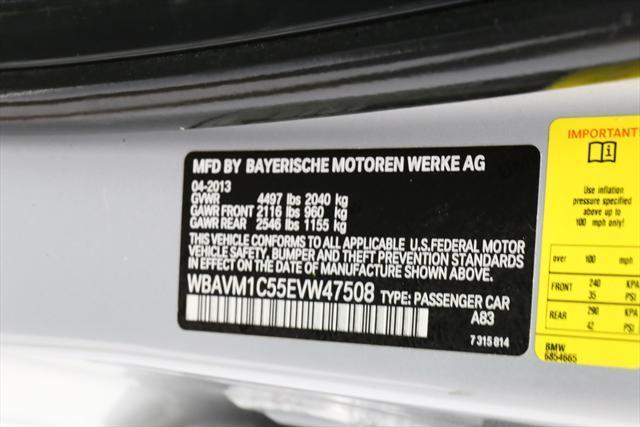 MFD BY BAYERISCHE MOTOREN WERKE AG
04-2013
GVWR 4497 lbs 2040 kg
GAWR FRONT 2116 lbs 960 kg
GAWR REAR 2546 lbs 1155 kg
THIS VEHICLE CONFORMS TO ALL APPLICABLE U.S.FEDERAL MOTOR
VEHICLE SAFETY, BUMPER AND THEFT PREVENTION STANDARDS
IN EFFECT ON THE DATE OF MANUFACTURE SHOWN ABOVE.
WBAVM1C55EVW47508 TYPE: PASSENGER CAR
A83
7 315 814
IMPORTANT
Use inflation
pressure specified
above up to
100 mph only!
over 100 mph
FRONT 240 KPA
35 PSI
REAR 290 KPA
42 PSI
BMW
6854665